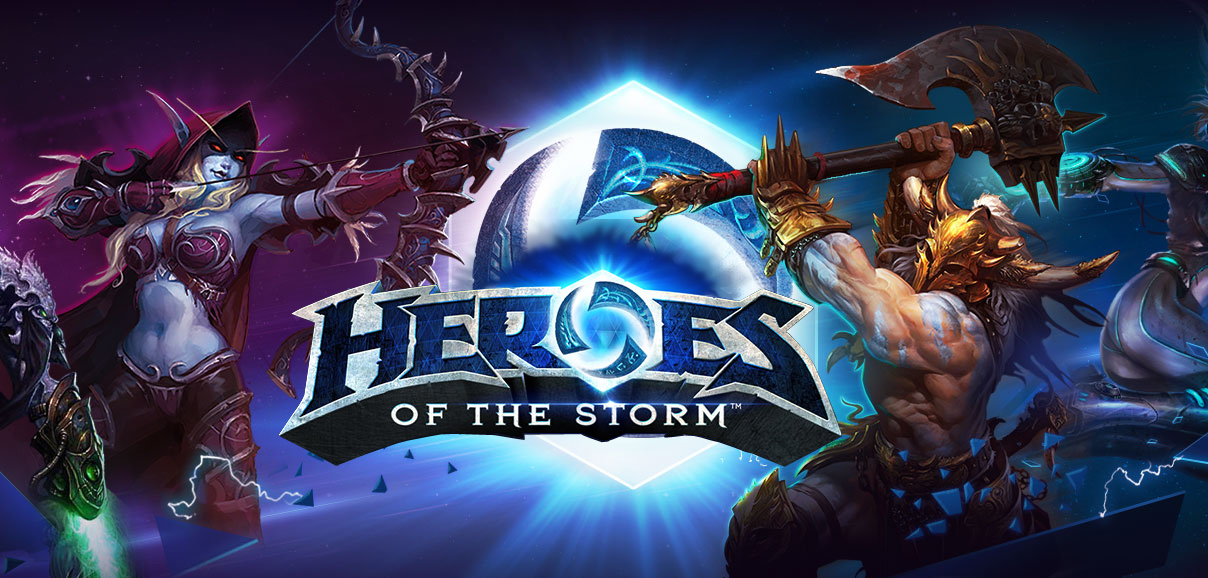 HEROES
OF THE STORM™